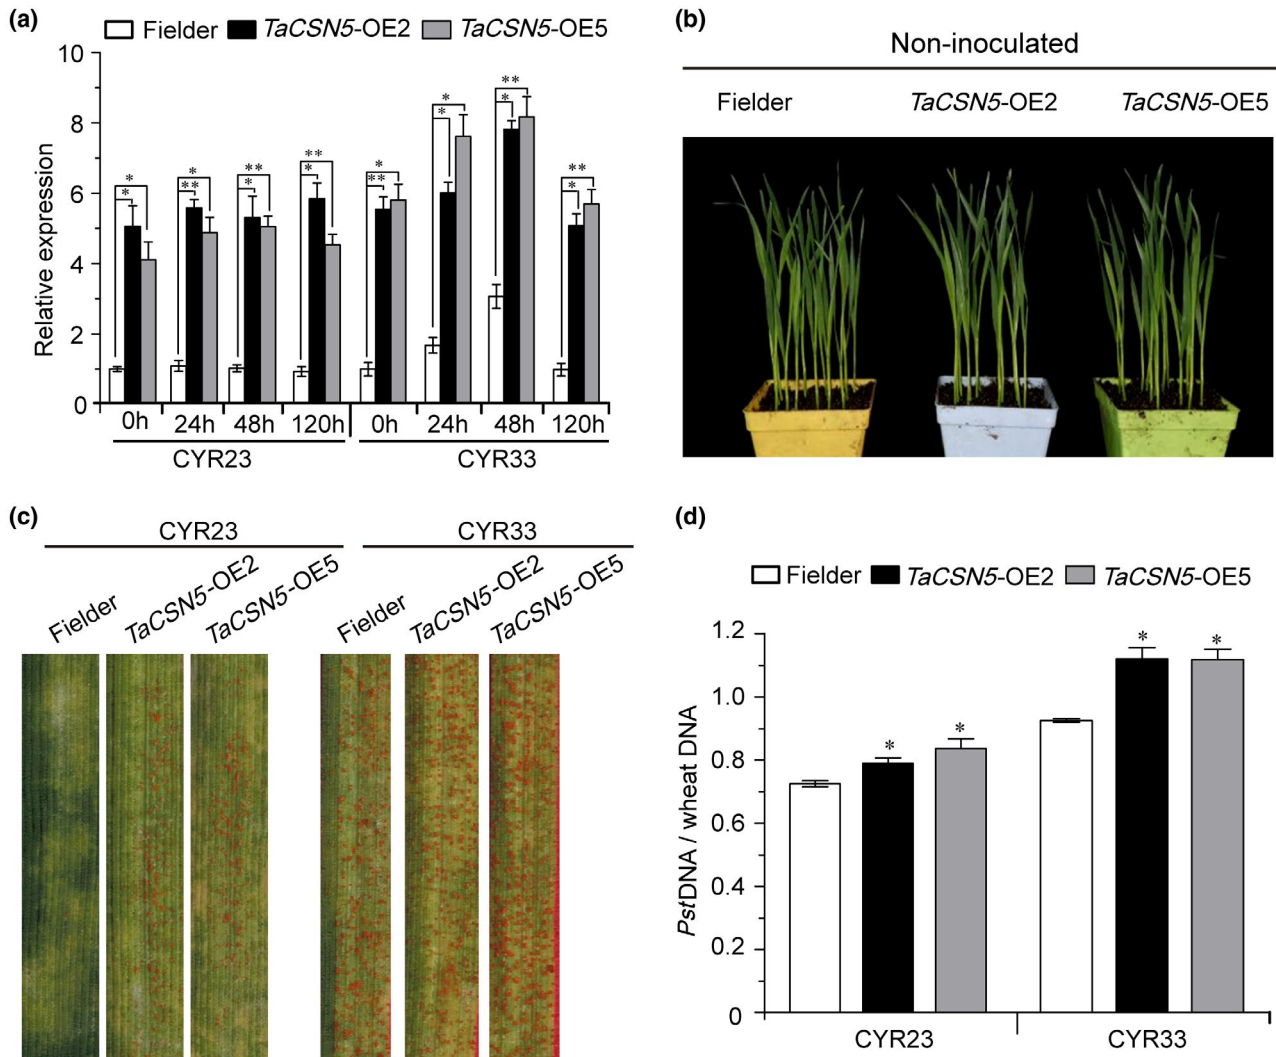 (a)
Fielder TaCSN5-OE2 TaCSN5-OE5
Relative expression
10
8
6
4
2
0
* * * ** ** * ** * * ** * * ** * ** *
0h 24h 48h 120h 0h 24h 48h 120h
CYR23 CYR33
(b)
Non-inoculated
Fielder TaCSN5-OE2 TaCSN5-OE5
(c)
CYR23 CYR33
Fielder TaCSN5-OE2 TaCSN5-OE5 Fielder TaCSN5-OE2 TaCSN5-OE5
(d)
Fielder TaCSN5-OE2 TaCSN5-OE5
PstDNA / wheat DNA
1.2
1.0
0.8
0.6
0.4
0.2
0
* * * *
CYR23 CYR33